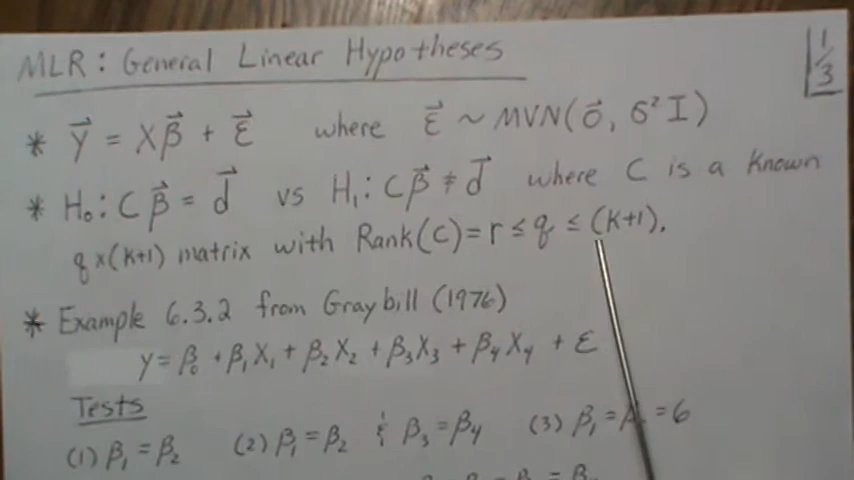 MLR: General Linear Hypotheses
1/3
* Y⃗ = Xβ⃗ + ε⃗ where ε⃗ ~ MVN(0⃗, σ²I)
* H₀: Cβ⃗ = d⃗ vs H₁: Cβ⃗ ≠ d⃗ where C is a known
q×(k+1) matrix with Rank(C) = r ≤ q ≤ (k+1).
* Example 6.3.2 from Graybill (1976)
y = β₀ + β₁X₁ + β₂X₂ + β₃X₃ + β₄X₄ + ε
Tests
(1) β₁ = β₂ (2) β₁ = β₂ & β₃ = β₄ (3) β₁ = = 6